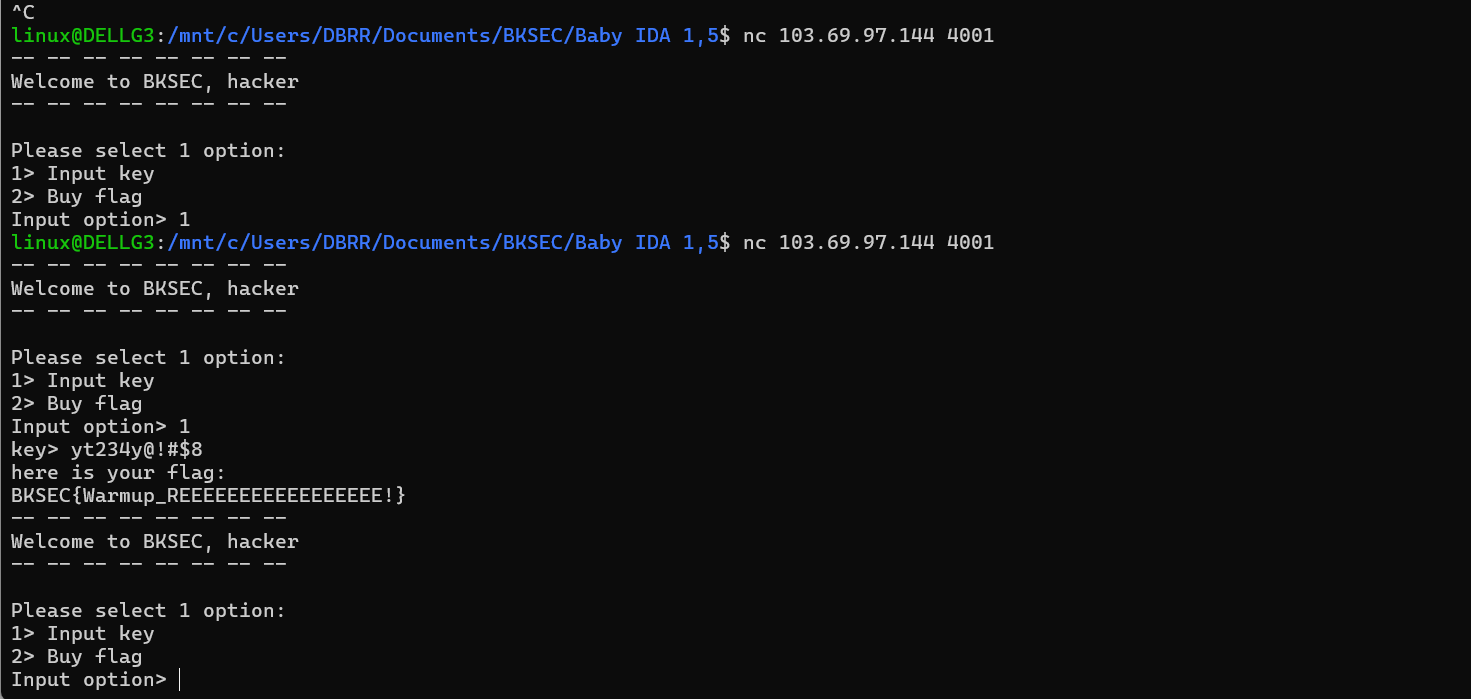 ^C
linux@DELLG3:/mnt/c/Users/DBRR/Documents/BKSEC/Baby IDA 1,5$ nc 103.69.97.144 4001
-- -- -- -- -- -- -- --
Welcome to BKSEC, hacker
-- -- -- -- -- -- -- --
Please select 1 option:
1> Input key
2> Buy flag
Input option> 1
linux@DELLG3:/mnt/c/Users/DBRR/Documents/BKSEC/Baby IDA 1,5$ nc 103.69.97.144 4001
-- -- -- -- -- -- -- --
Welcome to BKSEC, hacker
-- -- -- -- -- -- -- --
Please select 1 option:
1> Input key
2> Buy flag
Input option> 1
key> yt234y@!#$8
here is your flag:
BKSEC{Warmup_REEEEEEEEEEEEEEEEE!}
-- -- -- -- -- -- -- --
Welcome to BKSEC, hacker
-- -- -- -- -- -- -- --
Please select 1 option:
1> Input key
2> Buy flag
Input option>